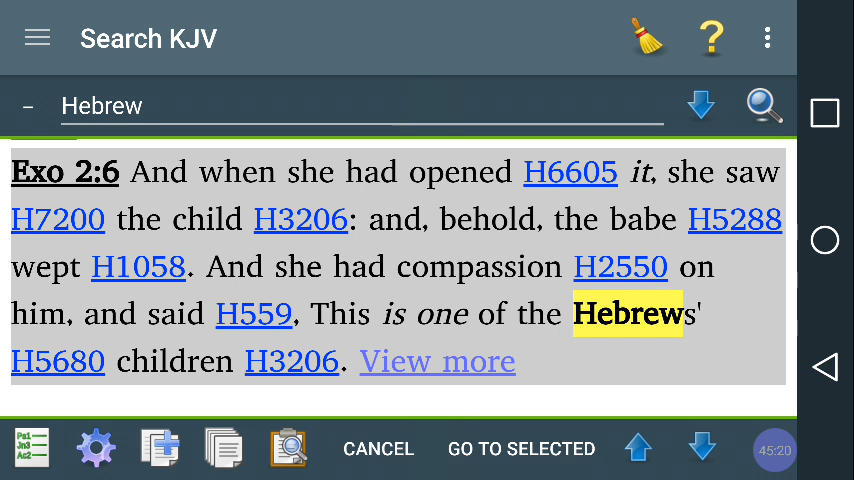 Search KJV
?
– Hebrew
Exo 2:6 And when she had opened H6605 it, she saw
H7200 the child H3206: and, behold, the babe H5288
wept H1058. And she had compassion H2550 on
him, and said H559, This is one of the Hebrews'
H5680 children H3206. View more
Ps1
Jn3
Ac2
CANCEL GO TO SELECTED 45:20